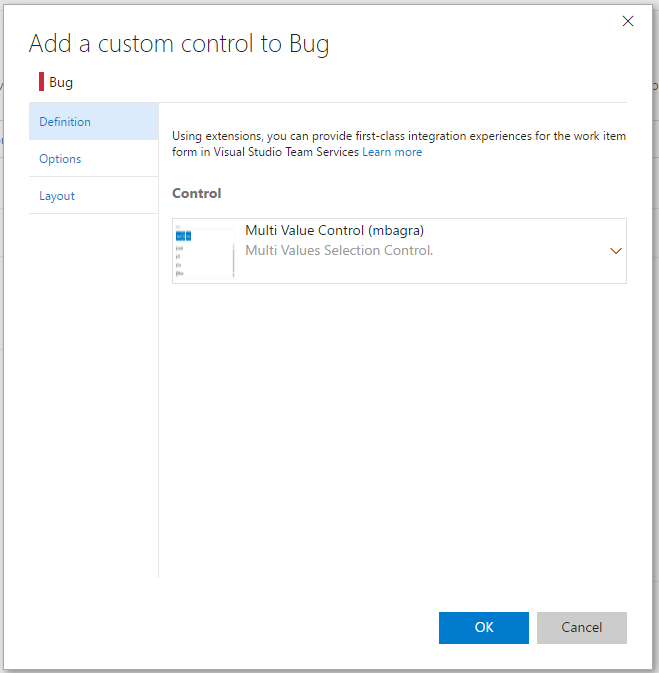 Add a custom control to Bug
Bug
Definition
Options
Layout
Using extensions, you can provide first-class integration experiences for the work item
form in Visual Studio Team Services Learn more
Control
Multi Value Control (mbagra)
Multi Values Selection Control.
OK
Cancel